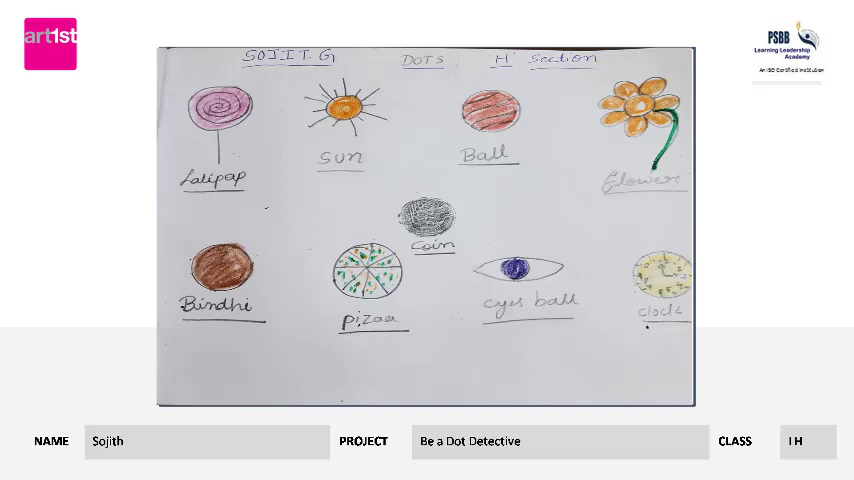 art1st
PSBB
Learning Leadership
Academy
An ISO Certified Institution
SOJIT.G DOTS H' Section
Lalipap
Sun
Ball
flower
Coin
Bindhi
pizaa
eyes ball
clock
NAME Sojith PROJECT Be a Dot Detective CLASS I H